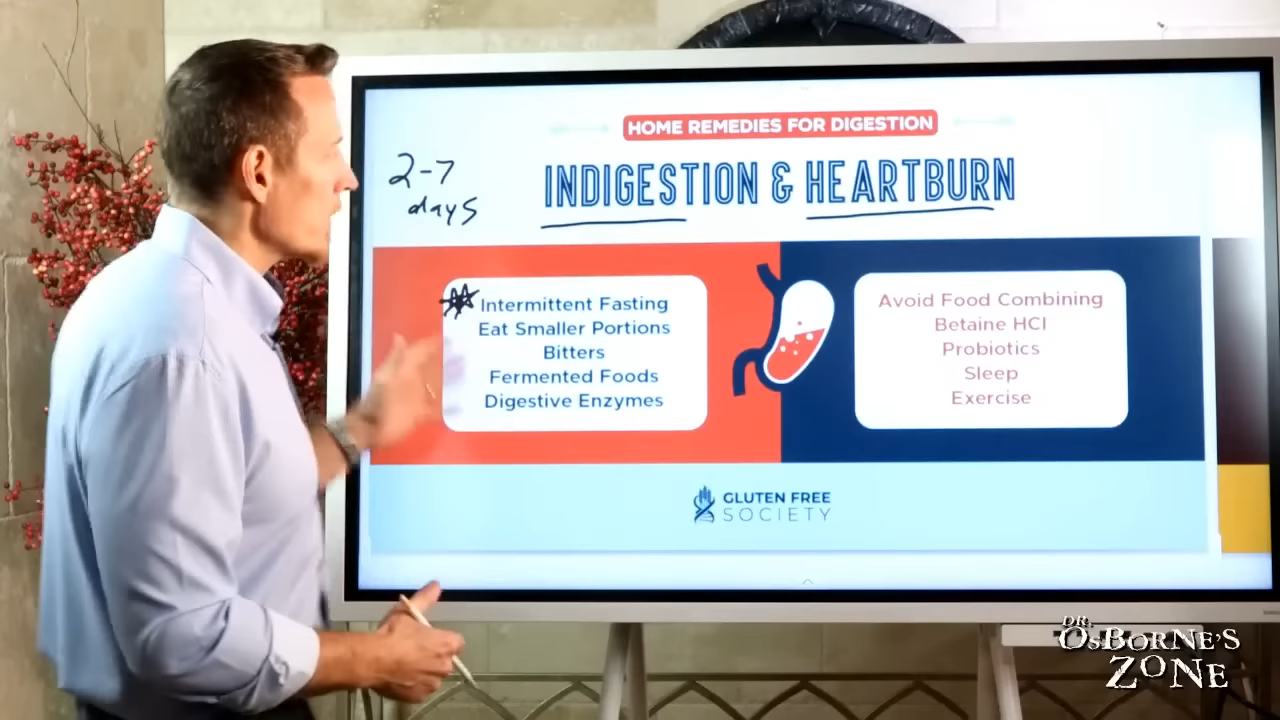 HOME REMEDIES FOR DIGESTION
2-7
days
INDIGESTION & HEARTBURN
Intermittent Fasting
Eat Smaller Portions
Bitters
Fermented Foods
Digestive Enzymes
Avoid Food Combining
Betaine HCl
Probiotics
Sleep
Exercise
GLUTEN FREE
SOCIETY
DR.
OSBORNE'S
ZONE